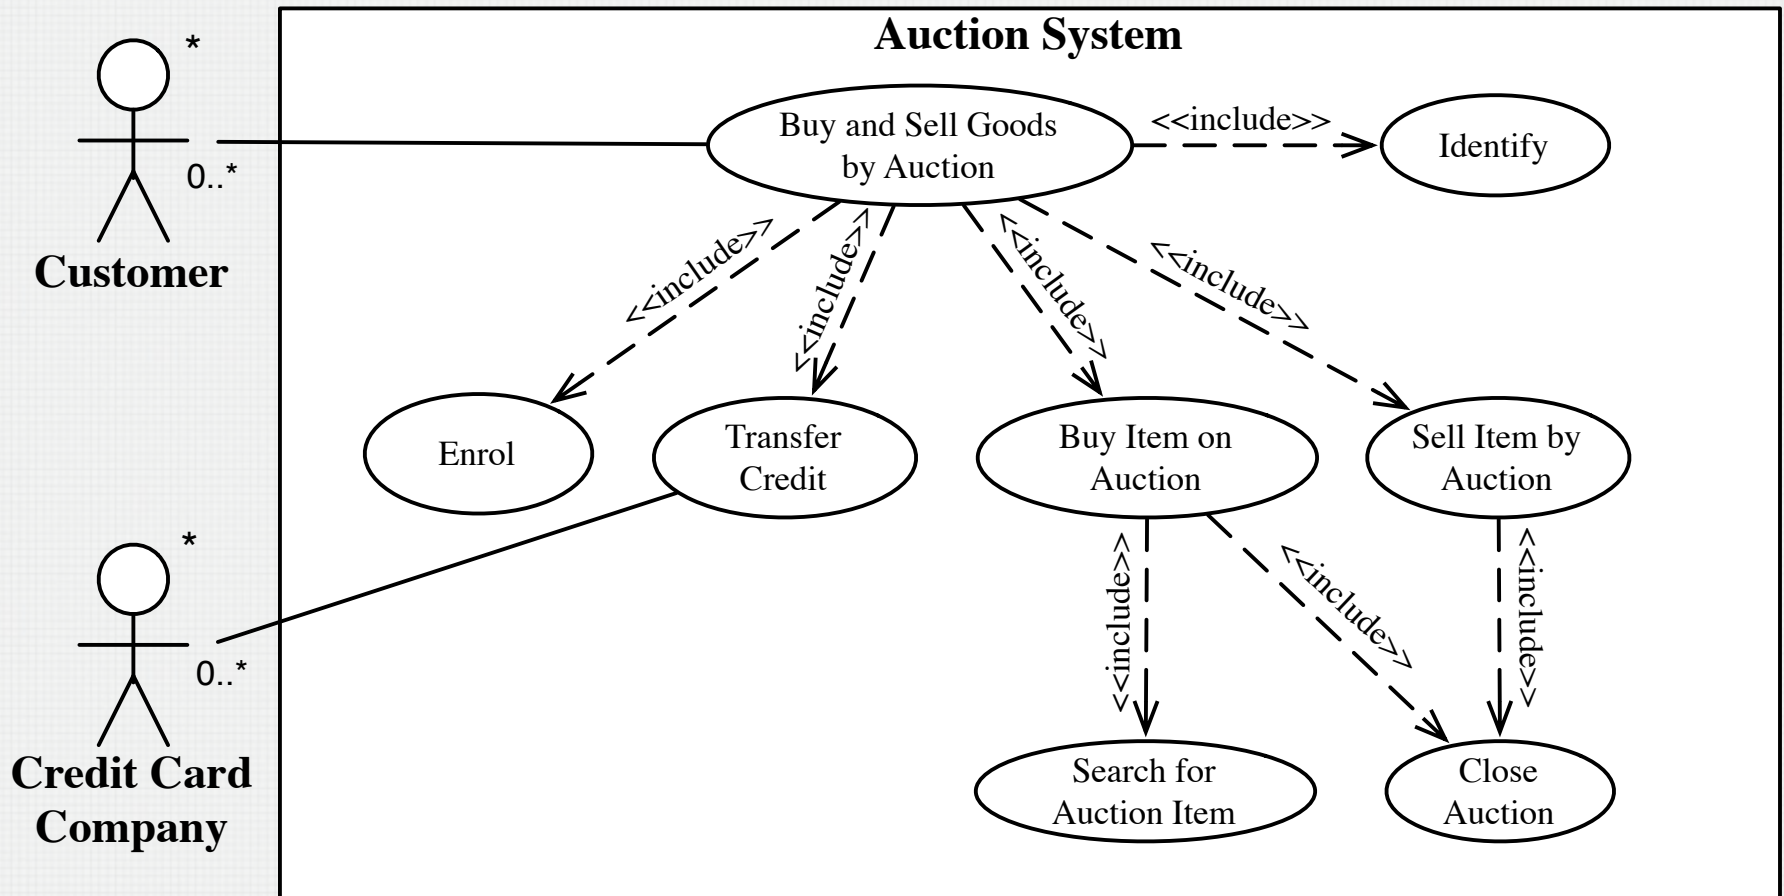 Auction System
*
Buy and Sell Goods
by Auction
<<include>>
Identify
0..*
Customer
<<include>>
<<include>>
<<include>>
<<include>>
Enrol
Transfer
Credit
Buy Item on
Auction
Sell Item by
Auction
*
0..*
Credit Card
Company
<<include>>
<<include>>
<<include>>
Search for
Auction Item
Close
Auction